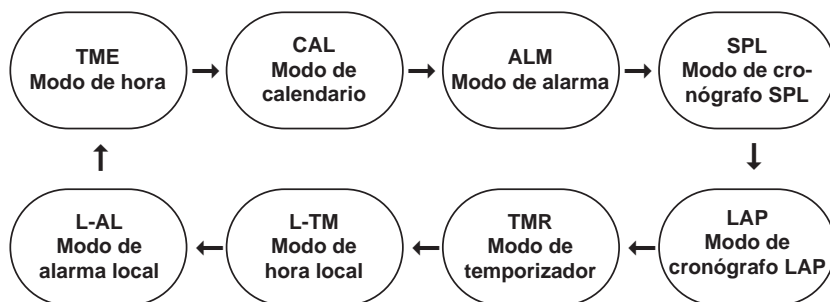 TME
Modo de hora
CAL
Modo de
calendario
ALM
Modo de alarma
SPL
Modo de cro-
nógrafo SPL
L-AL
Modo de
alarma local
L-TM
Modo de
hora local
TMR
Modo de
temporizador
LAP
Modo de
cronógrafo LAP